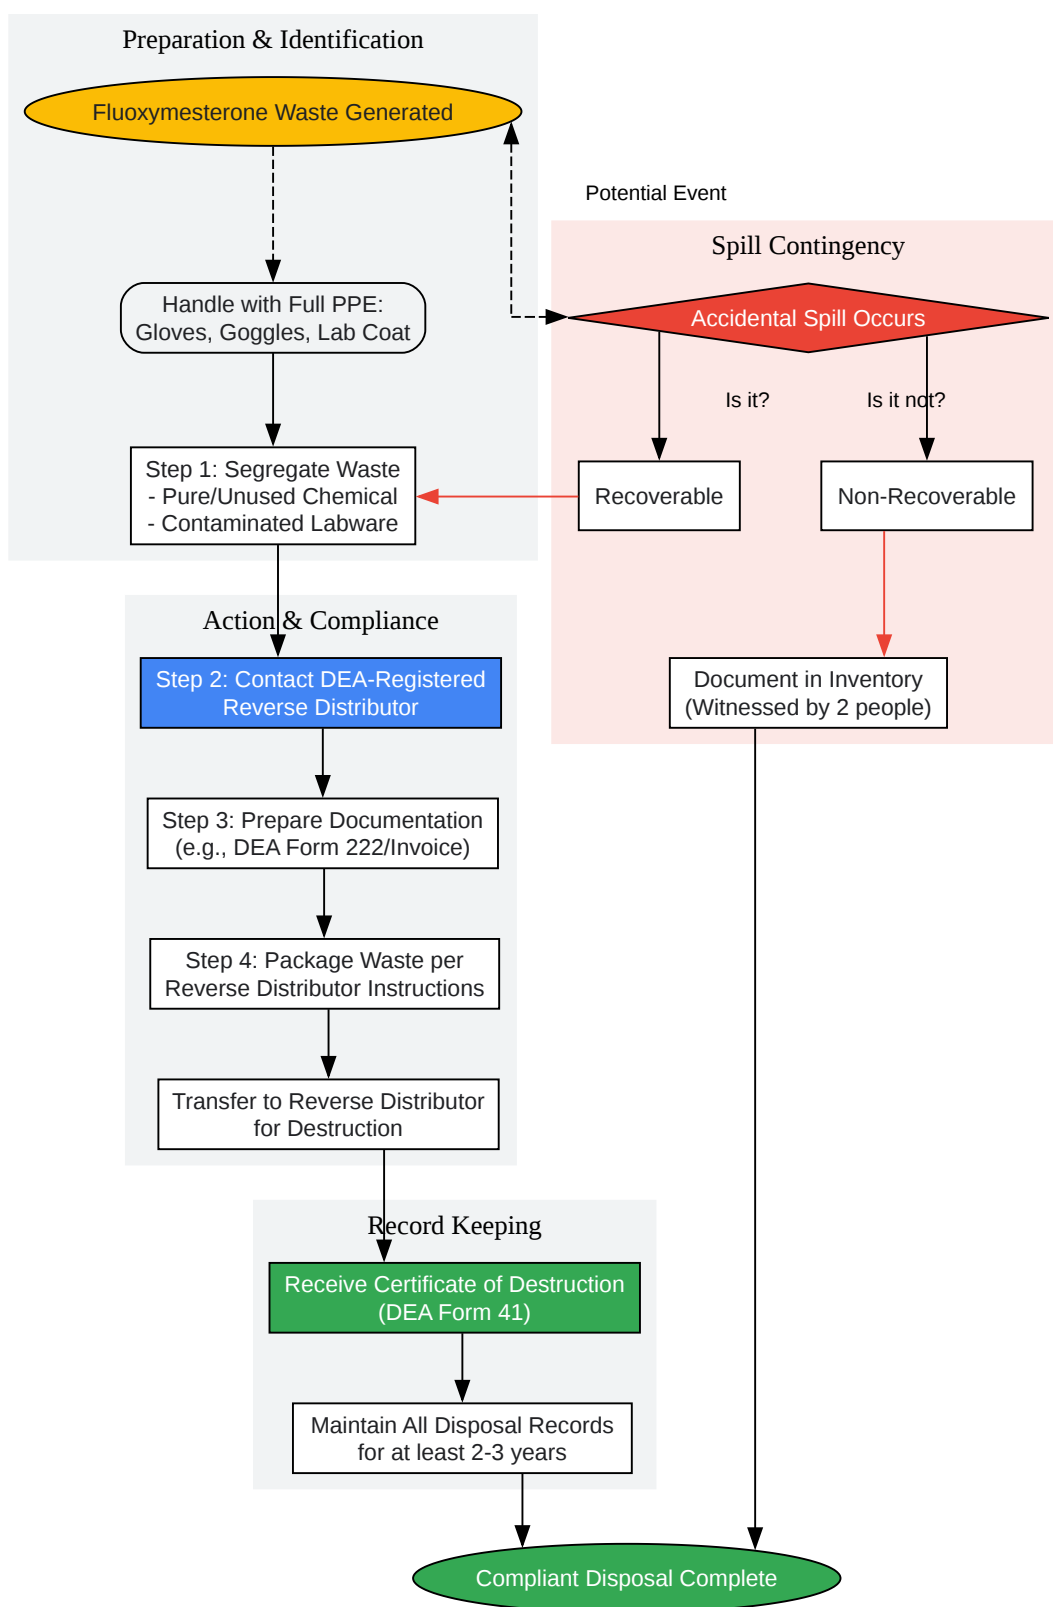 Preparation & Identification
Fluoxymesterone Waste Generated
Potential Event
Spill Contingency
Handle with Full PPE:
Gloves, Goggles, Lab Coat
Accidental Spill Occurs
Is it?
Is it not?
Step 1: Segregate Waste
- Pure/Unused Chemical
- Contaminated Labware
Recoverable
Non-Recoverable
Action & Compliance
Step 2: Contact DEA-Registered
Reverse Distributor
Document in Inventory
(Witnessed by 2 people)
Step 3: Prepare Documentation
(e.g., DEA Form 222/Invoice)
Step 4: Package Waste per
Reverse Distributor Instructions
Transfer to Reverse Distributor
for Destruction
Record Keeping
Receive Certificate of Destruction
(DEA Form 41)
Maintain All Disposal Records
for at least 2-3 years
Compliant Disposal Complete